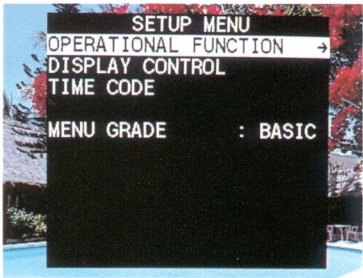 SETUP MENU
OPERATIONAL FUNCTION →
DISPLAY CONTROL
TIME CODE
MENU GRADE : BASIC